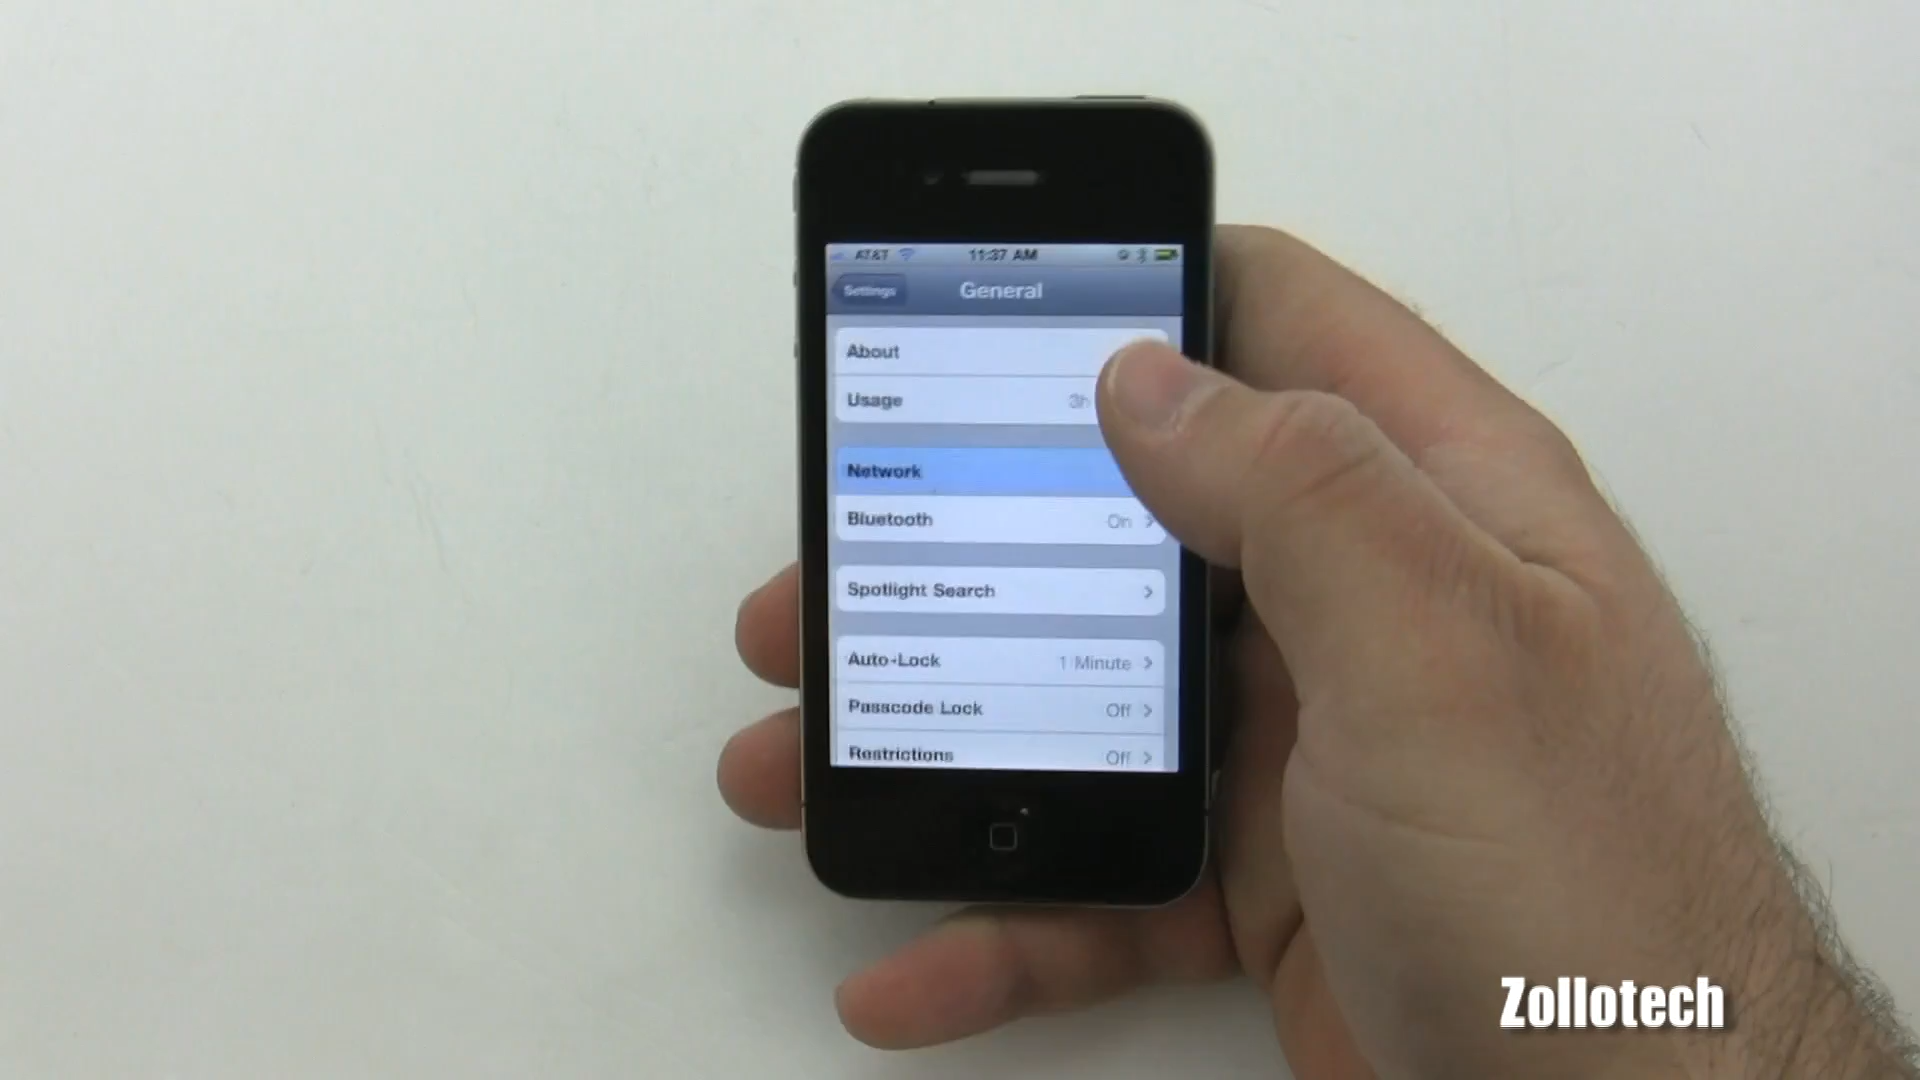 AT&T 11:37 AM
Settings General
About
Usage 3h
Network
Bluetooth On
Spotlight Search
Auto-Lock 1 Minute
Passcode Lock Off
Restrictions Off
Zollotech